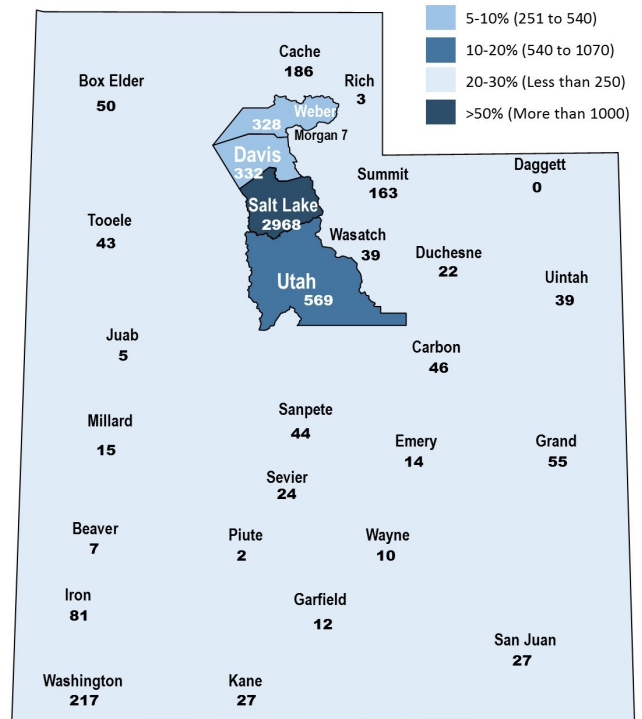 5-10% (251 to 540)
10-20% (540 to 1070)
20-30% (Less than 250)
>50% (More than 1000)
Cache
186
Box Elder
50
Rich
3
Weber
328
Morgan 7
Davis
332
Summit
163
Daggett
0
Salt Lake
2968
Tooele
43
Wasatch
39
Duchesne
22
Uintah
39
Utah
569
Juab
5
Carbon
46
Sanpete
44
Millard
15
Emery
14
Grand
55
Sevier
24
Beaver
7
Piute
2
Wayne
10
Iron
81
Garfield
12
San Juan
27
Washington
217
Kane
27